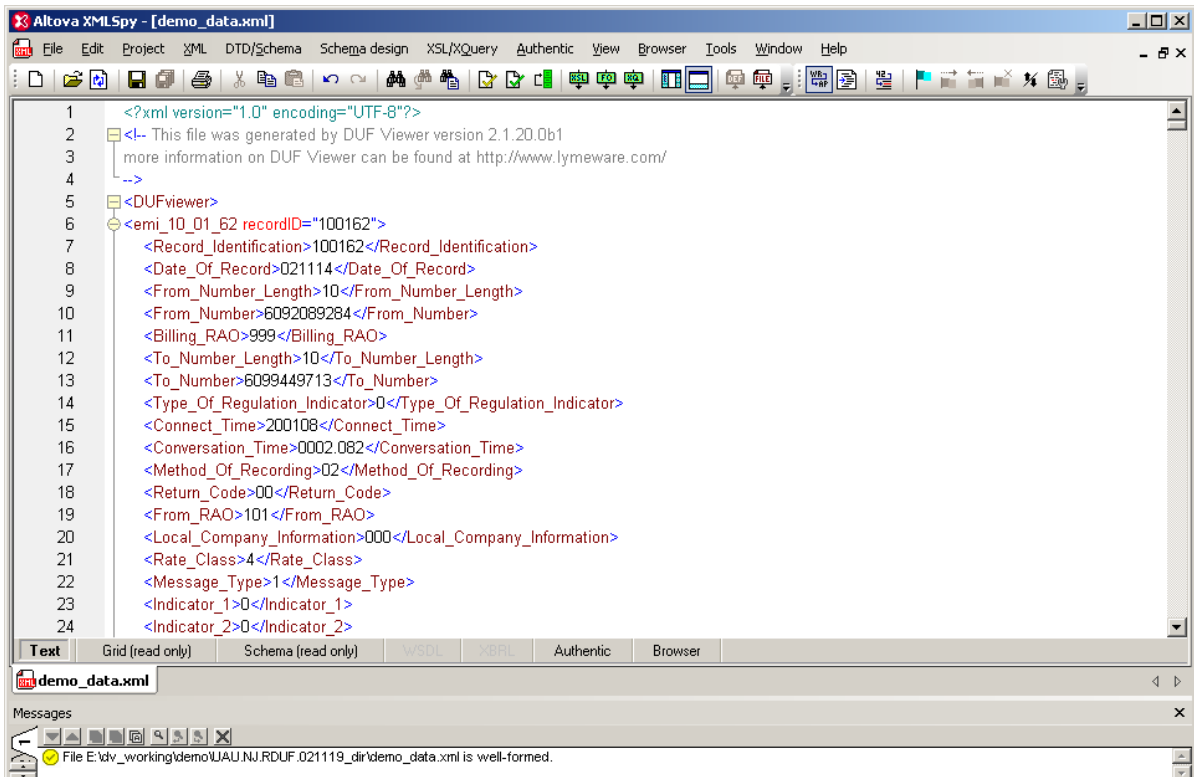 Altova XMLSpy - [demo_data.xml]
File Edit Project XML DTD/Schema Schema design XSL/XQuery Authentic View Browser Tools Window Help
1 <?xml version="1.0" encoding="UTF-8"?>
2 <!-- This file was generated by DUF Viewer version 2.1.20.0b1
3 more information on DUF Viewer can be found at http://www.lymeware.com/
4 -->
5 <DUFviewer>
6 <emi_10_01_62 recordID="100162">
7 <Record_Identification>100162</Record_Identification>
8 <Date_Of_Record>021114</Date_Of_Record>
9 <From_Number_Length>10</From_Number_Length>
10 <From_Number>6092089284</From_Number>
11 <Billing_RAO>999</Billing_RAO>
12 <To_Number_Length>10</To_Number_Length>
13 <To_Number>6099449713</To_Number>
14 <Type_Of_Regulation_Indicator>0</Type_Of_Regulation_Indicator>
15 <Connect_Time>200108</Connect_Time>
16 <Conversation_Time>0002.082</Conversation_Time>
17 <Method_Of_Recording>02</Method_Of_Recording>
18 <Return_Code>00</Return_Code>
19 <From_RAO>101</From_RAO>
20 <Local_Company_Information>000</Local_Company_Information>
21 <Rate_Class>4</Rate_Class>
22 <Message_Type>1</Message_Type>
23 <Indicator_1>0</Indicator_1>
24 <Indicator_2>0</Indicator_2>
Text Grid (read only) Schema (read only) WSDL XBRL Authentic Browser
demo_data.xml
Messages
File E:\dv_working\demo\UAU.NJ.RDUF.021119_dir\demo_data.xml is well-formed.